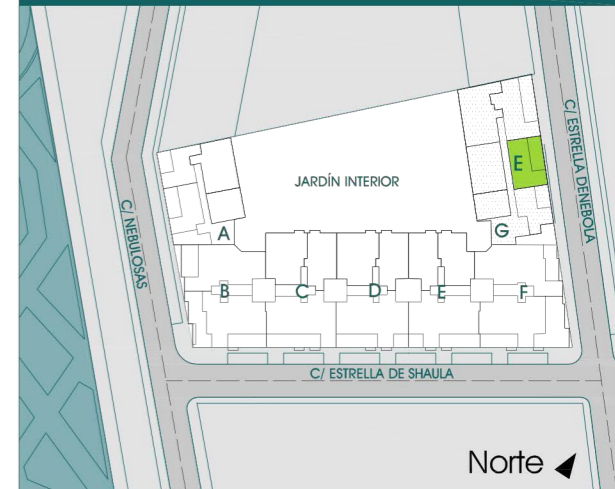 C/ ESTRELLA DENEBOLA
E
JARDÍN INTERIOR
C/ NEBULOSAS
A
G
B
C
D
E
F
C/ ESTRELLA DE SHAULA
Norte